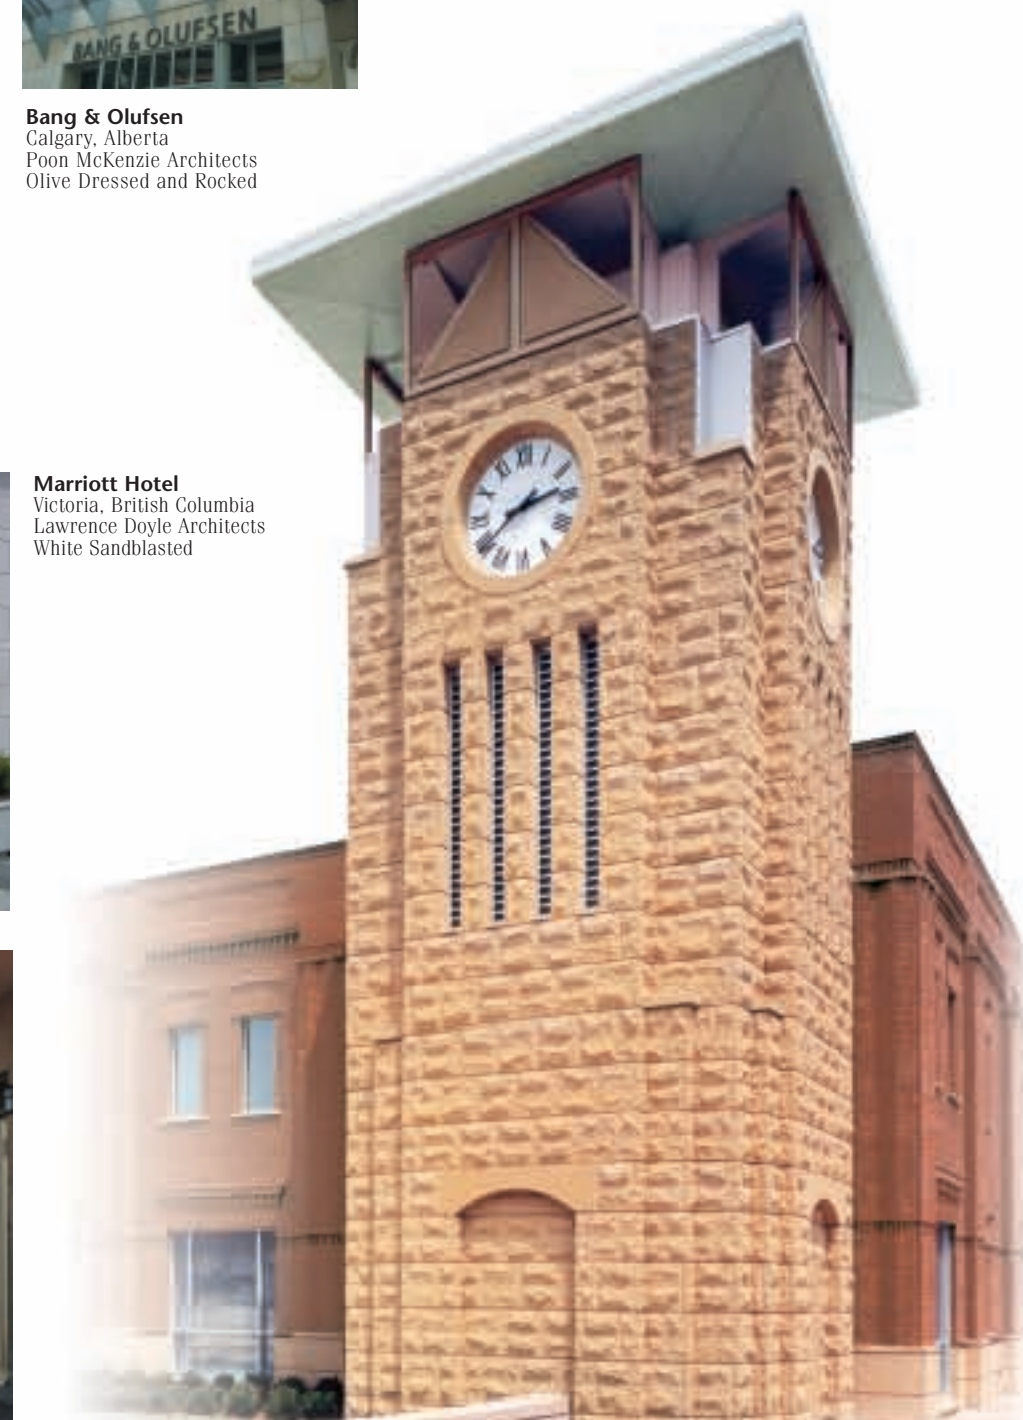 BANG & OLUFSEN
Bang & Olufsen
Calgary, Alberta
Poon McKenzie Architects
Olive Dressed and Rocked
Marriott Hotel
Victoria, British Columbia
Lawrence Doyle Architects
White Sandblasted